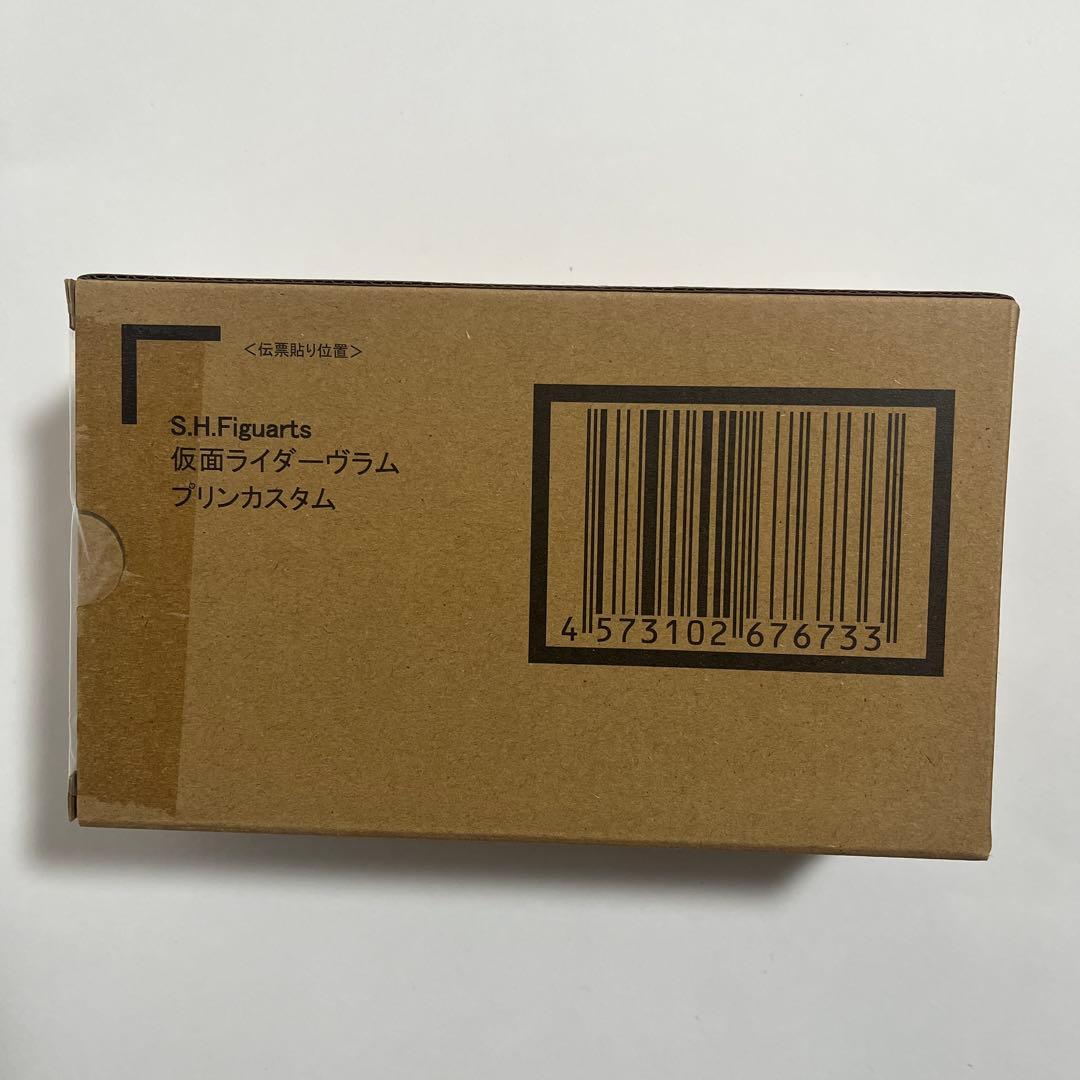 ＜伝票貼り位置＞
S.H.Figuarts
仮面ライダーヴラム
プリンカスタム
4 573102 676733